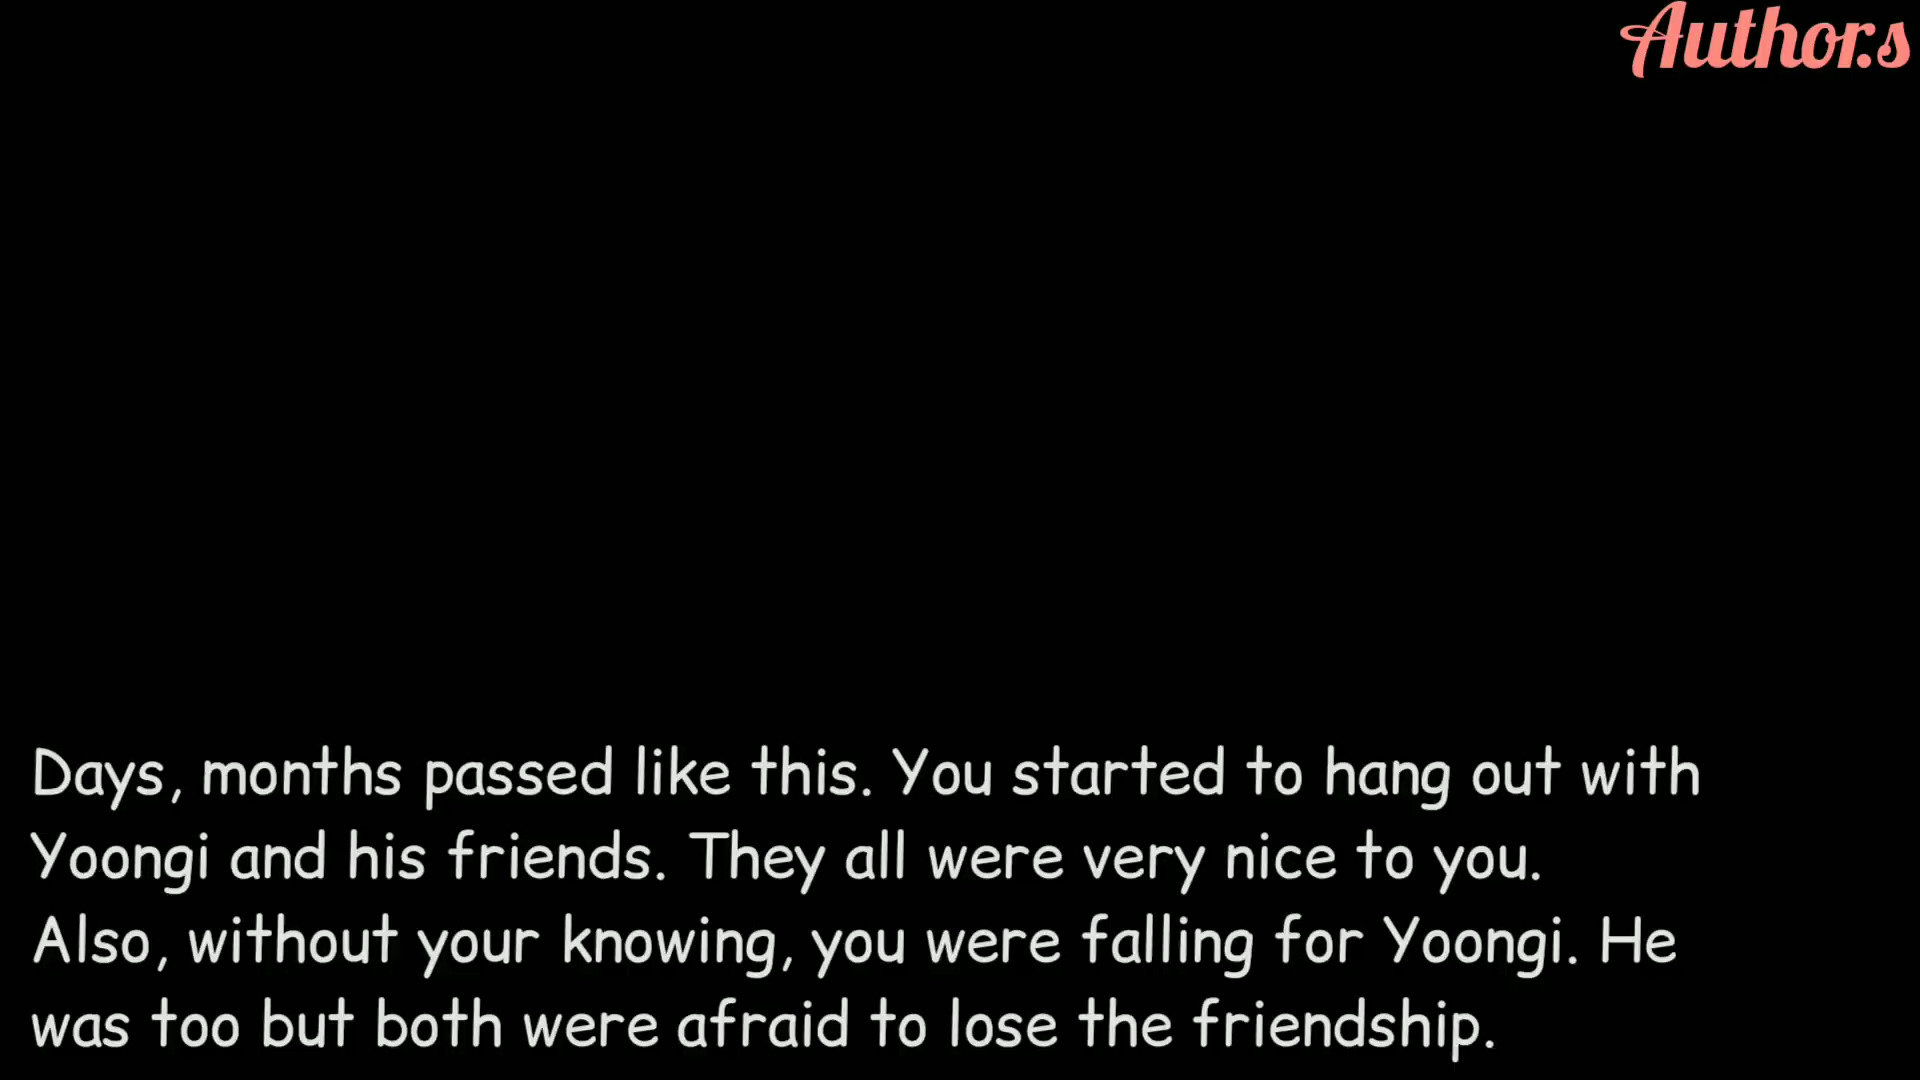 Author.s
Days, months passed like this. You started to hang out with
Yoongi and his friends. They all were very nice to you.
Also, without your knowing, you were falling for Yoongi. He
was too but both were afraid to lose the friendship.